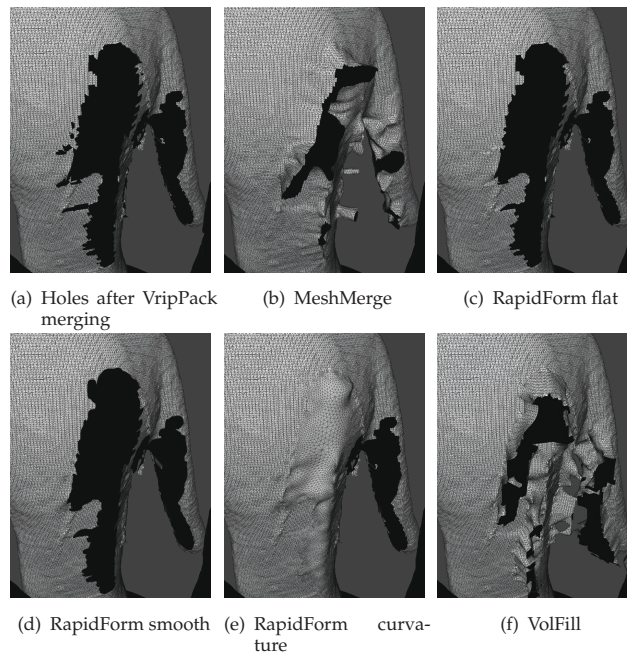 (a) Holes after VripPack merging
(b) MeshMerge
(c) RapidForm flat
(d) RapidForm smooth
(e) RapidForm curva-
ture
(f) VolFill